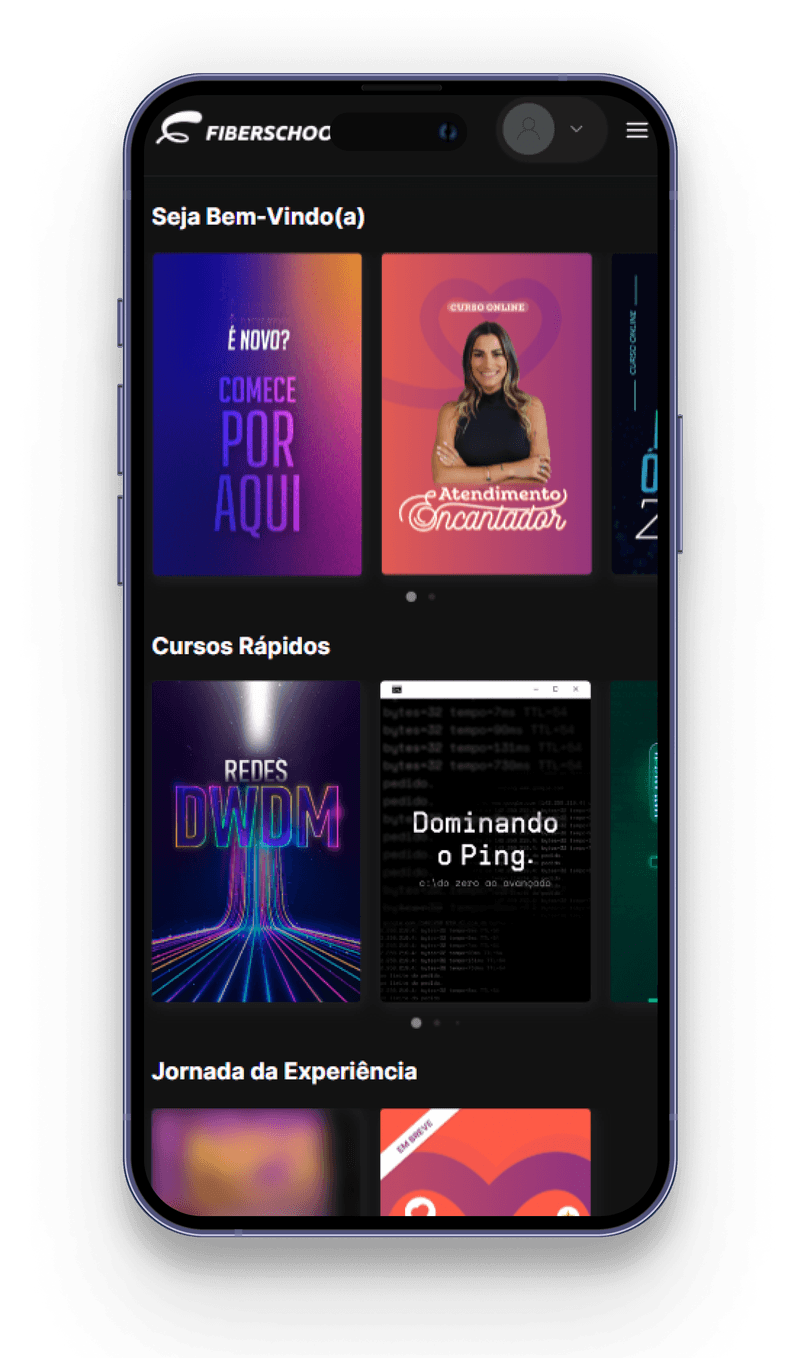 FIBERSCHOO
Seja Bem-Vindo(a)
É NOVO?
COMECE
POR
AQUI
CURSO ONLINE
Atendimento
Encantador
CURSO ONLINE
Cursos Rápidos
REDES
DWDM
bytes=32 tempo=7ms TTL=54
bytes=32 tempo=90ms TTL=54
bytes=32 tempo=131ms TTL=54
bytes=32 tempo=730ms TTL=54
pedido.
pedido.
Dominando
o Ping.
c:\do zero ao avançado
Jornada da Experiência
EM BREVE